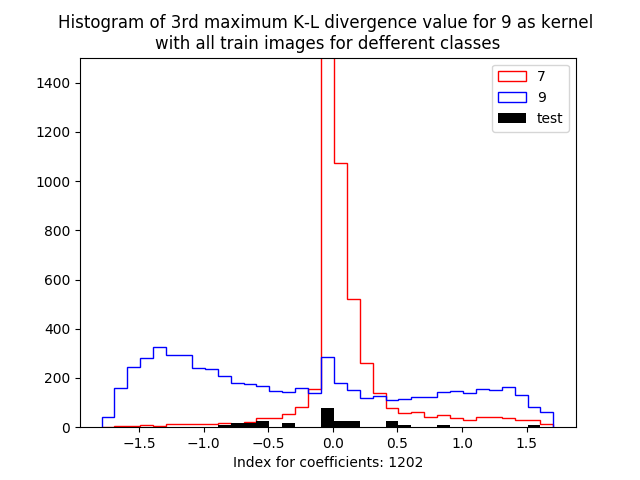 Histogram of 3rd maximum K-L divergence value for 9 as kernel
with all train images for defferent classes
7
9
test
1400
1200
1000
800
600
400
200
0
−1.5 −1.0 −0.5 0.0 0.5 1.0 1.5
Index for coefficients: 1202